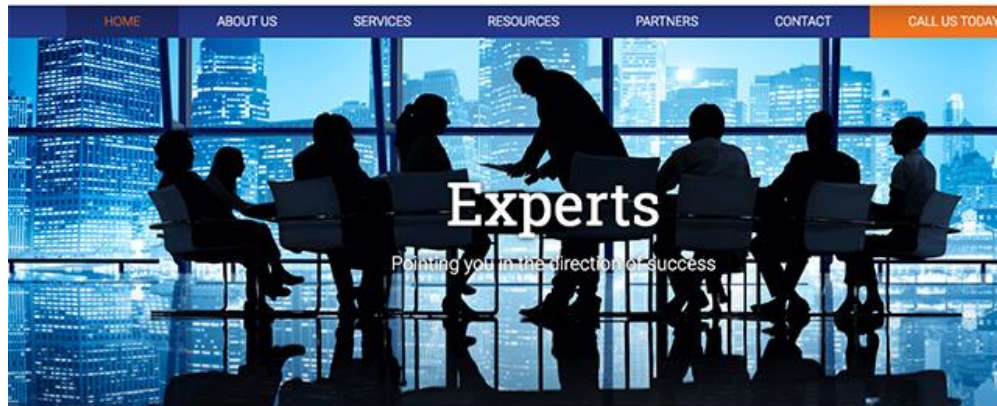 HOME ABOUT US SERVICES RESOURCES PARTNERS CONTACT CALL US TODAY
Experts
Pointing you in the direction of success